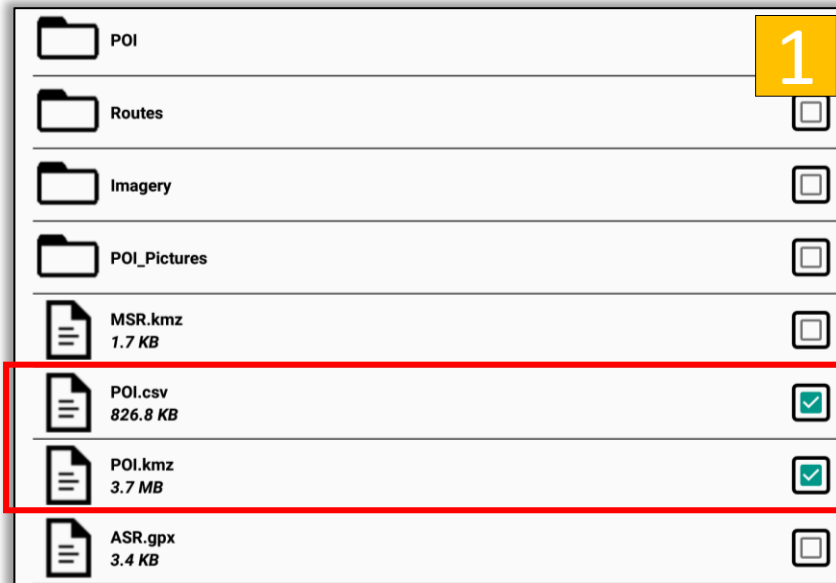 POI
1
Routes
Imagery
POI_Pictures
MSR.kmz
1.7 KB
POI.csv
826.8 KB
POI.kmz
3.7 MB
ASR.gpx
3.4 KB